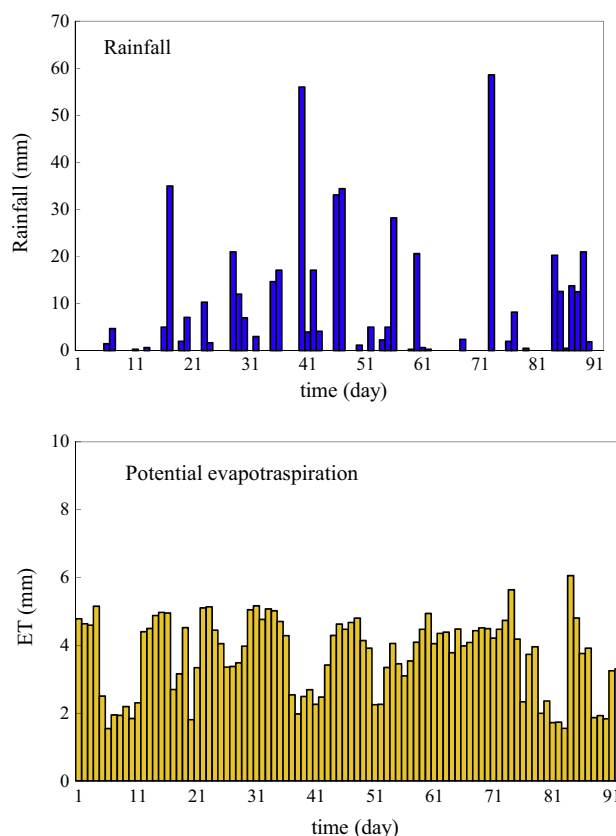 70
Rainfall
60
50
40
30
20
10
0
Rainfall (mm)
1 11 21 31 41 51 61 71 81 91
time (day)
10
Potential evapotraspiration
8
6
4
2
0
ET (mm)
1 11 21 31 41 51 61 71 81 91
time (day)